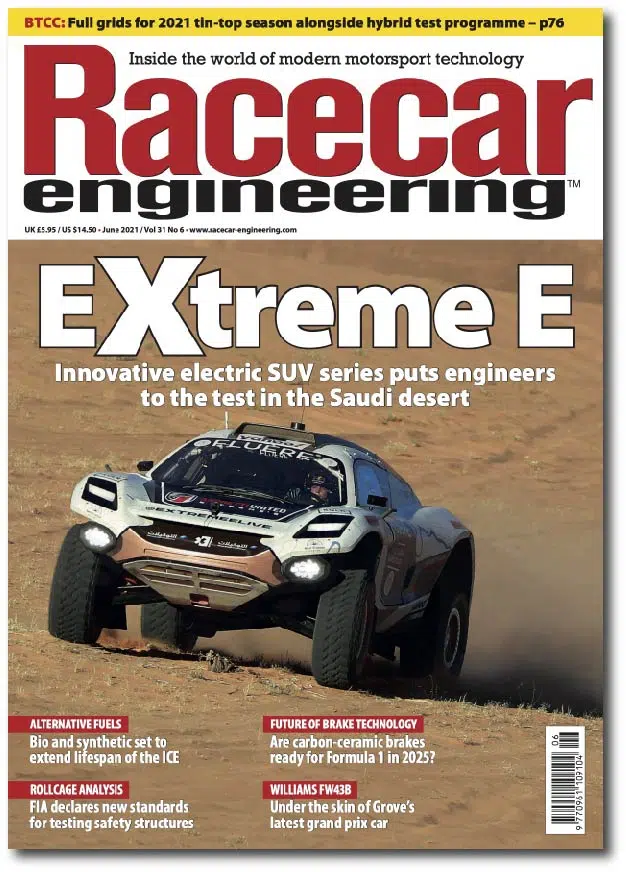 BTCC: Full grids for 2021 tin-top season alongside hybrid test programme – p76
Inside the world of modern motorsport technology
Racecar
engineering™
UK £5.95 / US $14.50 • June 2021 / Vol 31 No 6 • www.racecar-engineering.com
EXtreme E
Innovative electric SUV series puts engineers
to the test in the Saudi desert
UNITED
@EXTREMEELIVE
ALTERNATIVE FUELS
Bio and synthetic set to
extend lifespan of the ICE
FUTURE OF BRAKE TECHNOLOGY
Are carbon-ceramic brakes
ready for Formula 1 in 2025?
ROLLCAGE ANALYSIS
FIA declares new standards
for testing safety structures
WILLIAMS FW43B
Under the skin of Grove's
latest grand prix car
06
9 770961 109104